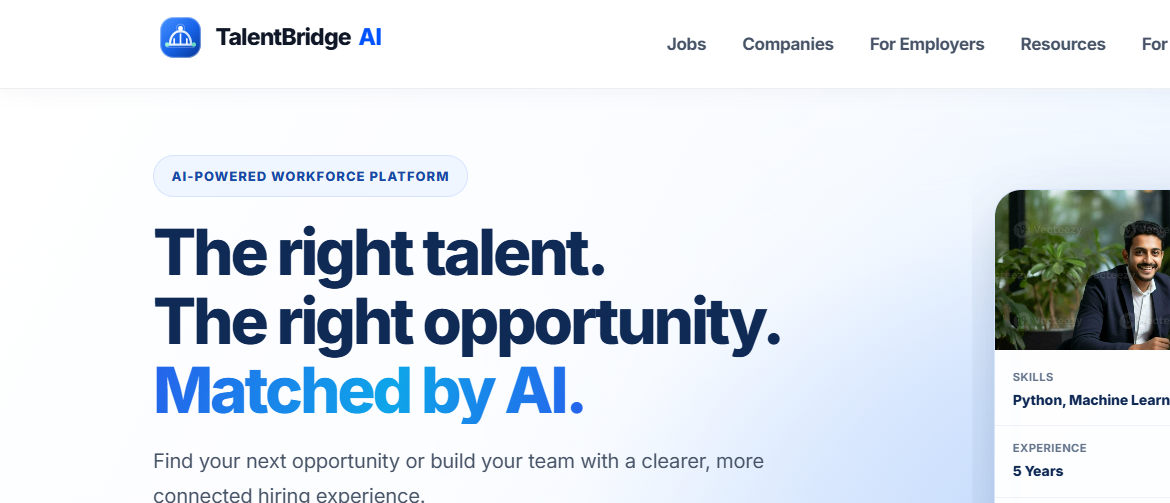 TalentBridge AI
Jobs Companies For Employers Resources For
AI-POWERED WORKFORCE PLATFORM
The right talent.
The right opportunity.
Matched by AI.
Find your next opportunity or build your team with a clearer, more
connected hiring experience.
Vecteezy
SKILLS
Python, Machine Learn
EXPERIENCE
5 Years